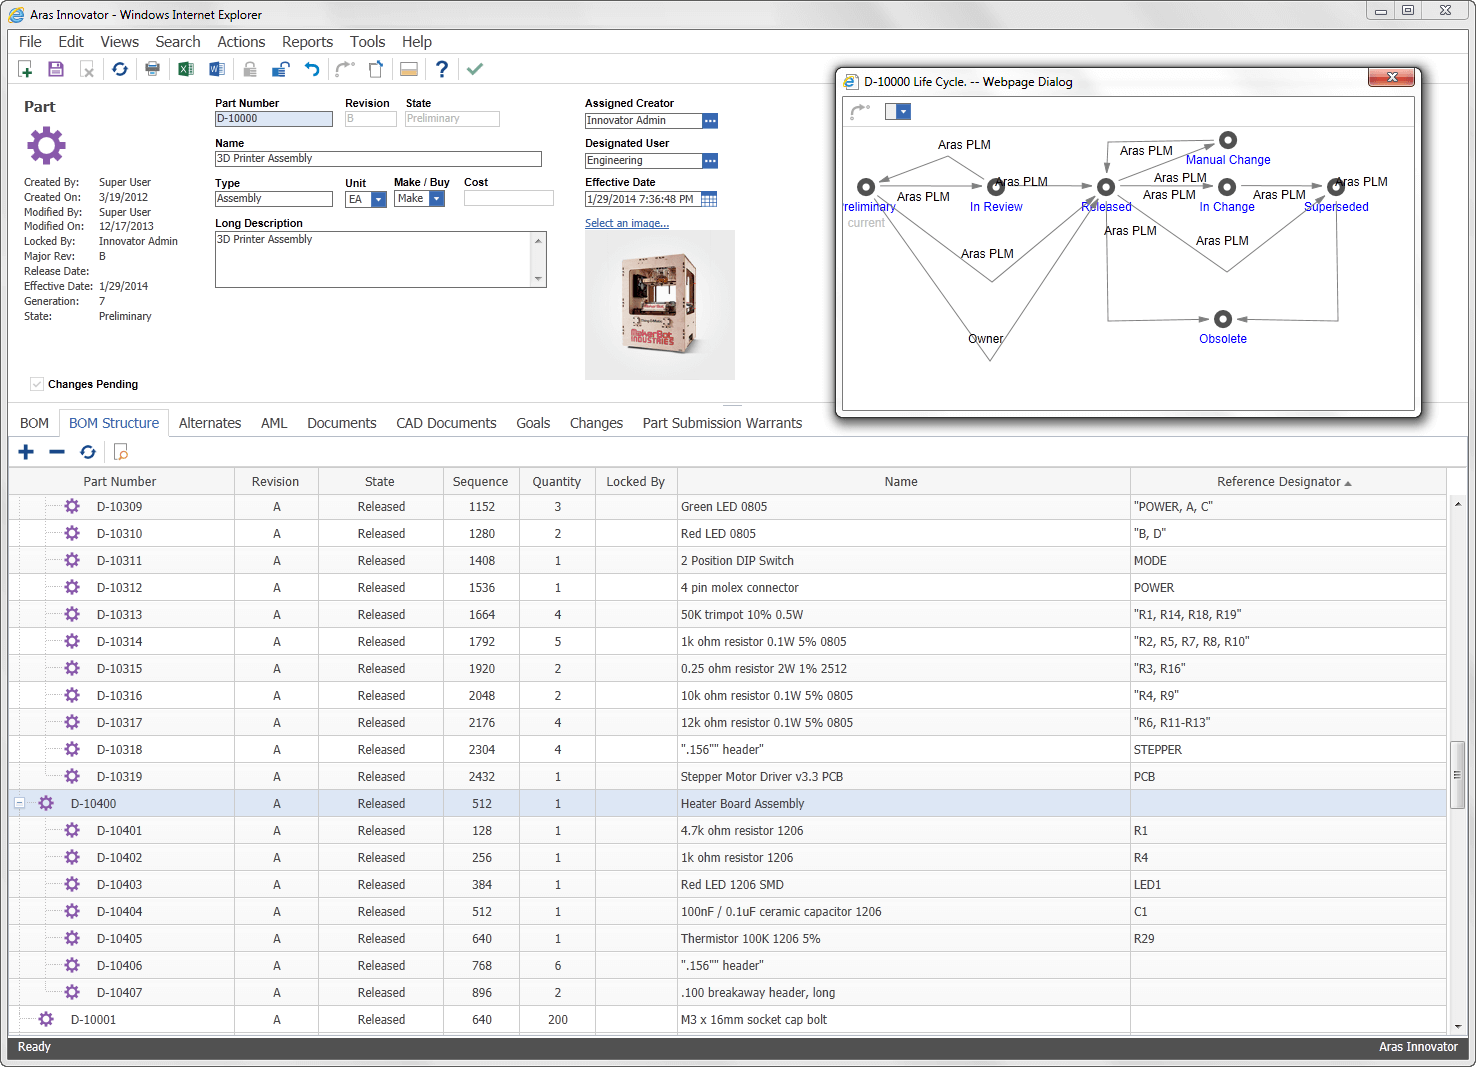 Aras Innovator - Windows Internet Explorer
File Edit Views Search Actions Reports Tools Help
Part
Part Number Revision State
D-10000 B Preliminary
Name
3D Printer Assembly
Type Unit Make / Buy Cost
Assembly EA Make
Long Description
3D Printer Assembly
Created By: Super User
Created On: 3/19/2012
Modified By: Super User
Modified On: 12/17/2013
Locked By: Innovator Admin
Major Rev: B
Release Date:
Effective Date: 1/29/2014
Generation: 7
State: Preliminary
Changes Pending
Assigned Creator
Innovator Admin
Designated User
Engineering
Effective Date
1/29/2014 7:36:48 PM
Select an image...
MakerBot
INDUSTRIES
D-10000 Life Cycle. -- Webpage Dialog
Aras PLM Aras PLM Manual Change
Aras PLM Aras PLM Aras PLM Aras PLM Aras PLM Aras PLM
Preliminary In Review Released In Change Superseded
current
Aras PLM Aras PLM Aras PLM
Owner Obsolete
BOM BOM Structure Alternates AML Documents CAD Documents Goals Changes Part Submission Warrants
Part Number Revision State Sequence Quantity Locked By Name Reference Designator
D-10309 A Released 1152 3 Green LED 0805 "POWER, A, C"
D-10310 A Released 1280 2 Red LED 0805 "B, D"
D-10311 A Released 1408 1 2 Position DIP Switch MODE
D-10312 A Released 1536 1 4 pin molex connector POWER
D-10313 A Released 1664 4 50K trimpot 10% 0.5W "R1, R14, R18, R19"
D-10314 A Released 1792 5 1k ohm resistor 0.1W 5% 0805 "R2, R5, R7, R8, R10"
D-10315 A Released 1920 2 0.25 ohm resistor 2W 1% 2512 "R3, R16"
D-10316 A Released 2048 2 10k ohm resistor 0.1W 5% 0805 "R4, R9"
D-10317 A Released 2176 4 12k ohm resistor 0.1W 5% 0805 "R6, R11-R13"
D-10318 A Released 2304 4 ".156"" header" STEPPER
D-10319 A Released 2432 1 Stepper Motor Driver v3.3 PCB PCB
D-10400 A Released 512 1 Heater Board Assembly
D-10401 A Released 128 1 4.7k ohm resistor 1206 R1
D-10402 A Released 256 1 1k ohm resistor 1206 R4
D-10403 A Released 384 1 Red LED 1206 SMD LED1
D-10404 A Released 512 1 100nF / 0.1uF ceramic capacitor 1206 C1
D-10405 A Released 640 1 Thermistor 100K 1206 5% R29
D-10406 A Released 768 6 ".156"" header"
D-10407 A Released 896 2 .100 breakaway header, long
D-10001 A Released 640 200 M3 x 16mm socket cap bolt
Ready Aras Innovator